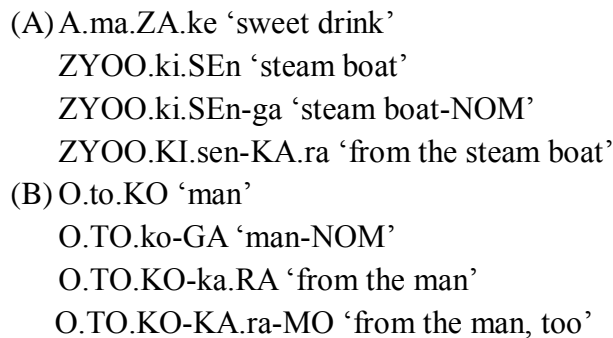 (A) A.ma.ZA.ke ‘sweet drink’
ZYOO.ki.SEn ‘steam boat’
ZYOO.ki.SEn-ga ‘steam boat-NOM’
ZYOO.KI.sen-KA.ra ‘from the steam boat’
(B) O.to.KO ‘man’
O.TO.ko-GA ‘man-NOM’
O.TO.KO-ka.RA ‘from the man’
O.TO.KO-KA.ra-MO ‘from the man, too’